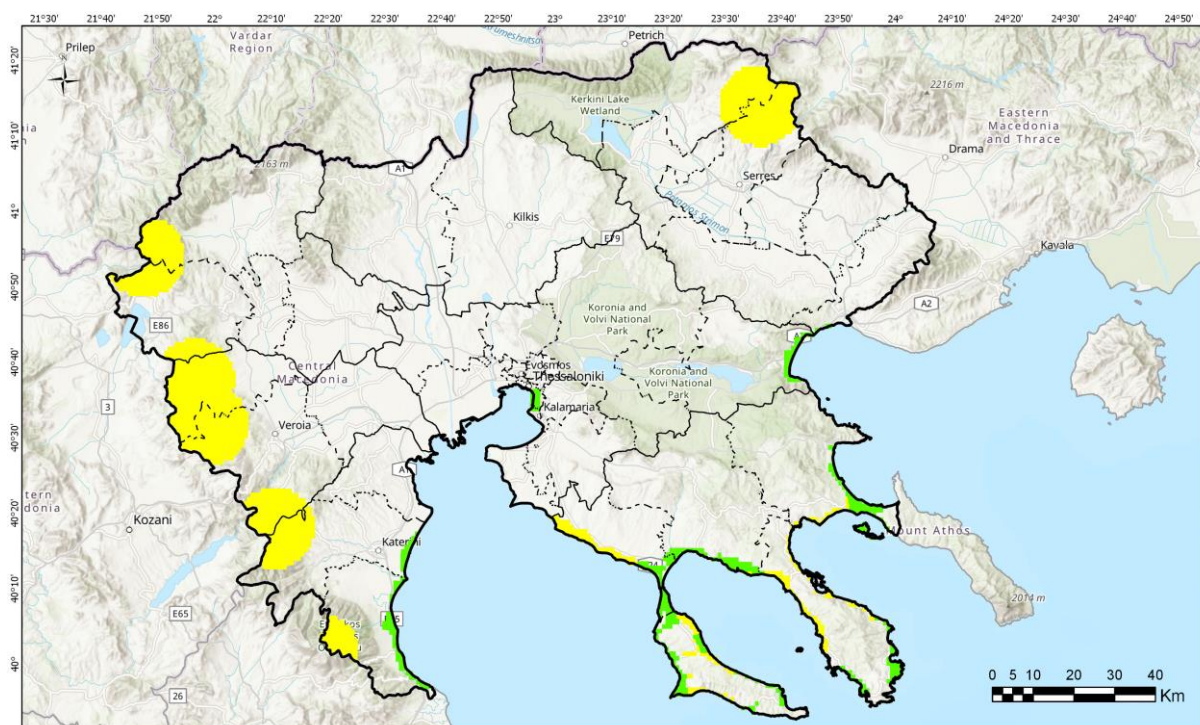 21°30' 21°40' 21°50' 22° 22°10' 22°20' 22°30' 22°40' 22°50' 23° 23°10' 23°20' 23°30' 23°40' 23°50' 24° 24°10' 24°20' 24°30' 24°40' 24°50'
41°20'
41°10'
41°
40°50'
40°40'
40°30'
40°20'
40°10'
40°
Prilep
Vardar
Region
Petrich
2216 m
Kerkini Lake
Wetland
Eastern
Macedonia
and Thrace
Drama
2163 m
A1
Serres
Kilkis
E79
Kavala
A2
E86
Koronia and
Volvi National
Park
Central
Macedonia
Evosmos
Thessaloniki
Koronia and
Volvi National
Park
3
Kalamaria
Veroia
Kozani
Mount Athos
E65
2014 m
26
0 5 10 20 30 40
Km